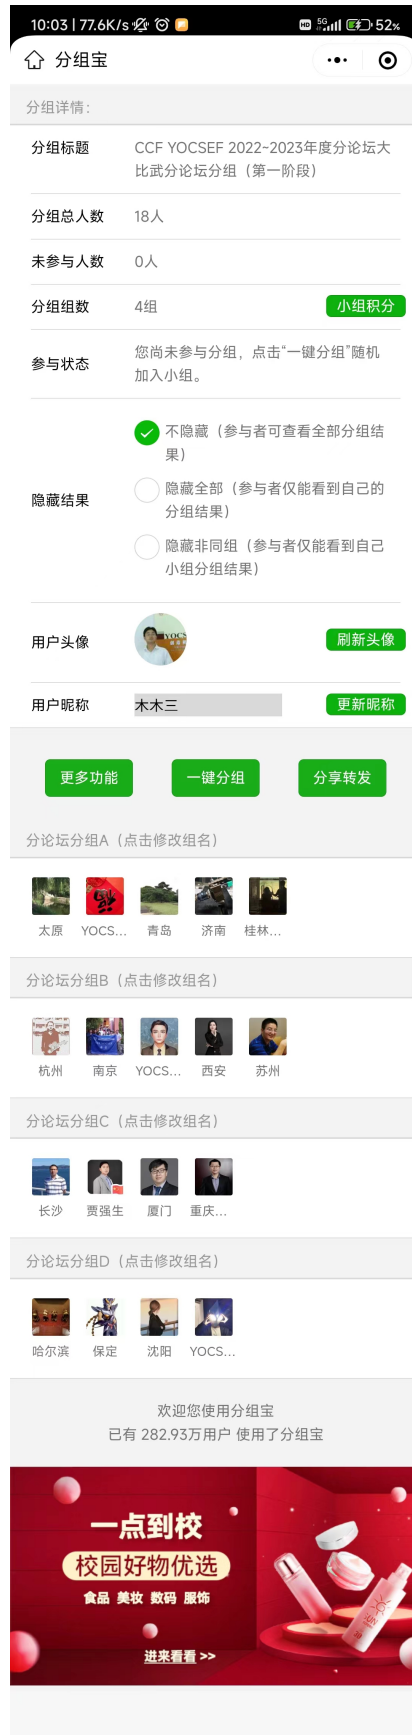 10:03 | 77.6K/s
HD 5G 52%
分组宝
分组详情:
分组标题 CCF YOCSEF 2022~2023年度分论坛大
比武分论坛分组（第一阶段）
分组总人数 18人
未参与人数 0人
分组组数 4组 小组积分
参与状态 您尚未参与分组，点击“一键分组”随机
加入小组。
不隐藏（参与者可查看全部分组结
果）
隐藏结果 隐藏全部（参与者仅能看到自己的
分组结果）
隐藏非同组（参与者仅能看到自己
小组分组结果）
用户头像 刷新头像
用户昵称 木木三 更新昵称
更多功能 一键分组 分享转发
分论坛分组A（点击修改组名）
太原 YOCS... 青岛 济南 桂林...
分论坛分组B（点击修改组名）
杭州 南京 YOCS... 西安 苏州
分论坛分组C（点击修改组名）
长沙 贾强生 厦门 重庆...
分论坛分组D（点击修改组名）
哈尔滨 保定 沈阳 YOCS...
欢迎您使用分组宝
已有 282.93万用户 使用了分组宝
一点到校
校园好物优选
食品 美妆 数码 服饰
进来看看 >>